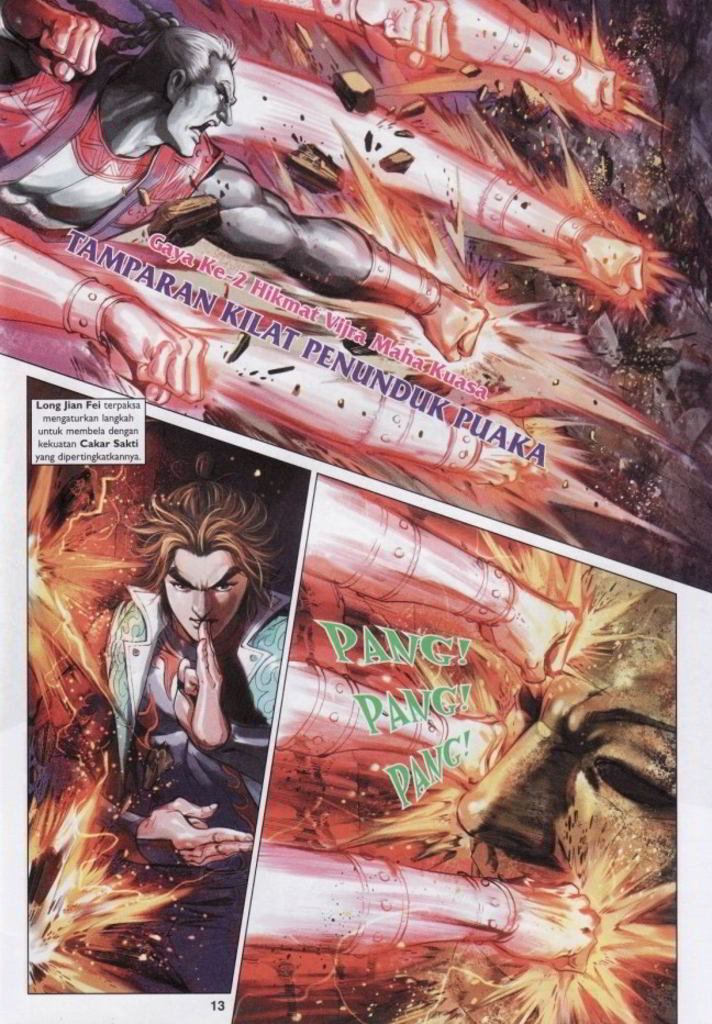 Gaya Ke-2 Hikmat Vijra Maha Kuasa
TAMPARAN KILAT PENUNDUK PUAKA
Long Jian Fei terpaksa
mengaturkan langkah
untuk membela dengan
kekuatan Cakar Sakti
yang dipertingkatkannya.
PANG!
PANG!
PANG!
13